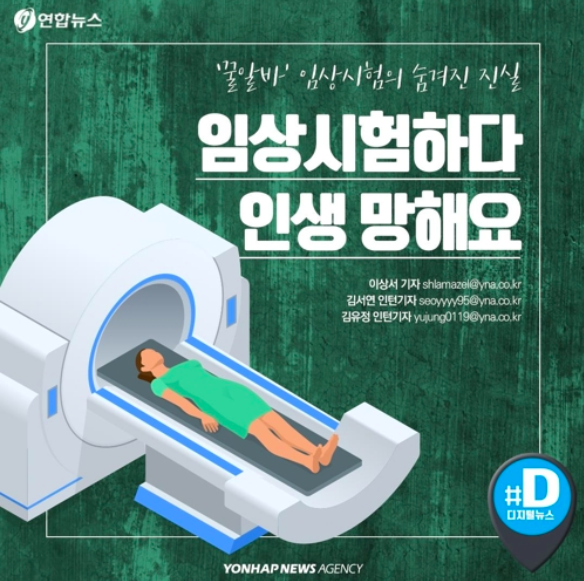 연합뉴스
'꿀알바' 임상시험의 숨겨진 진실
임상시험하다
인생 망해요
이상서 기자 shlamazel@yna.co.kr
김서연 인턴기자 seoyyyy95@yna.co.kr
김유정 인턴기자 yujung0119@yna.co.kr
#D
디지털뉴스
YONHAP NEWS AGENCY